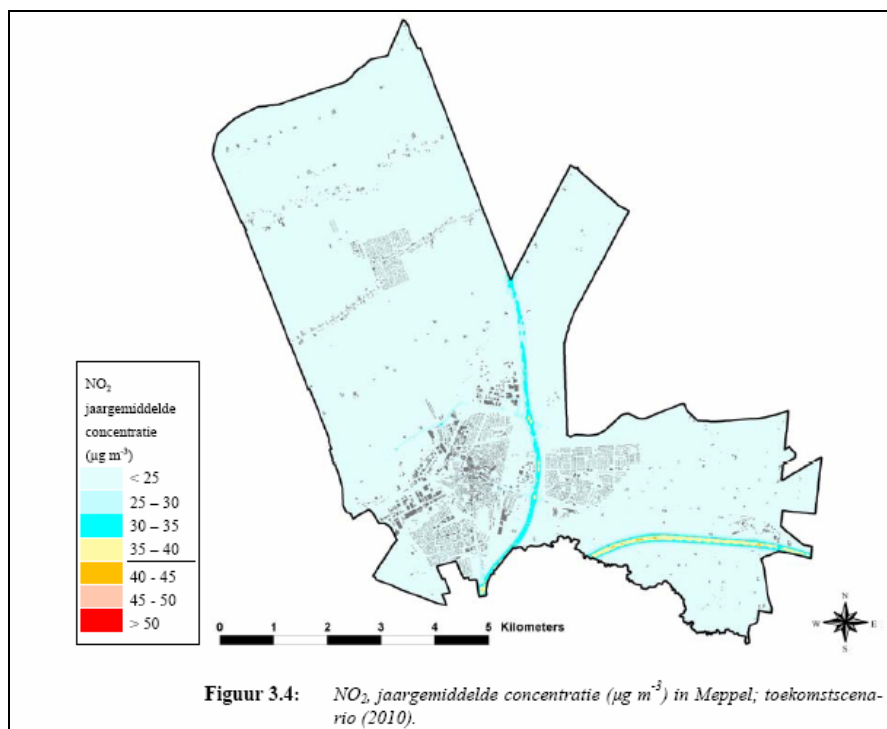 NO2
jaargemiddelde
concentratie
(µg m-3)
< 25
25 – 30
30 – 35
35 – 40
40 - 45
45 - 50
> 50
0 1 2 3 4 5 Kilometers
N
W E
S
Figuur 3.4: NO2, jaargemiddelde concentratie (µg m-3) in Meppel; toekomstscena-
rio (2010).